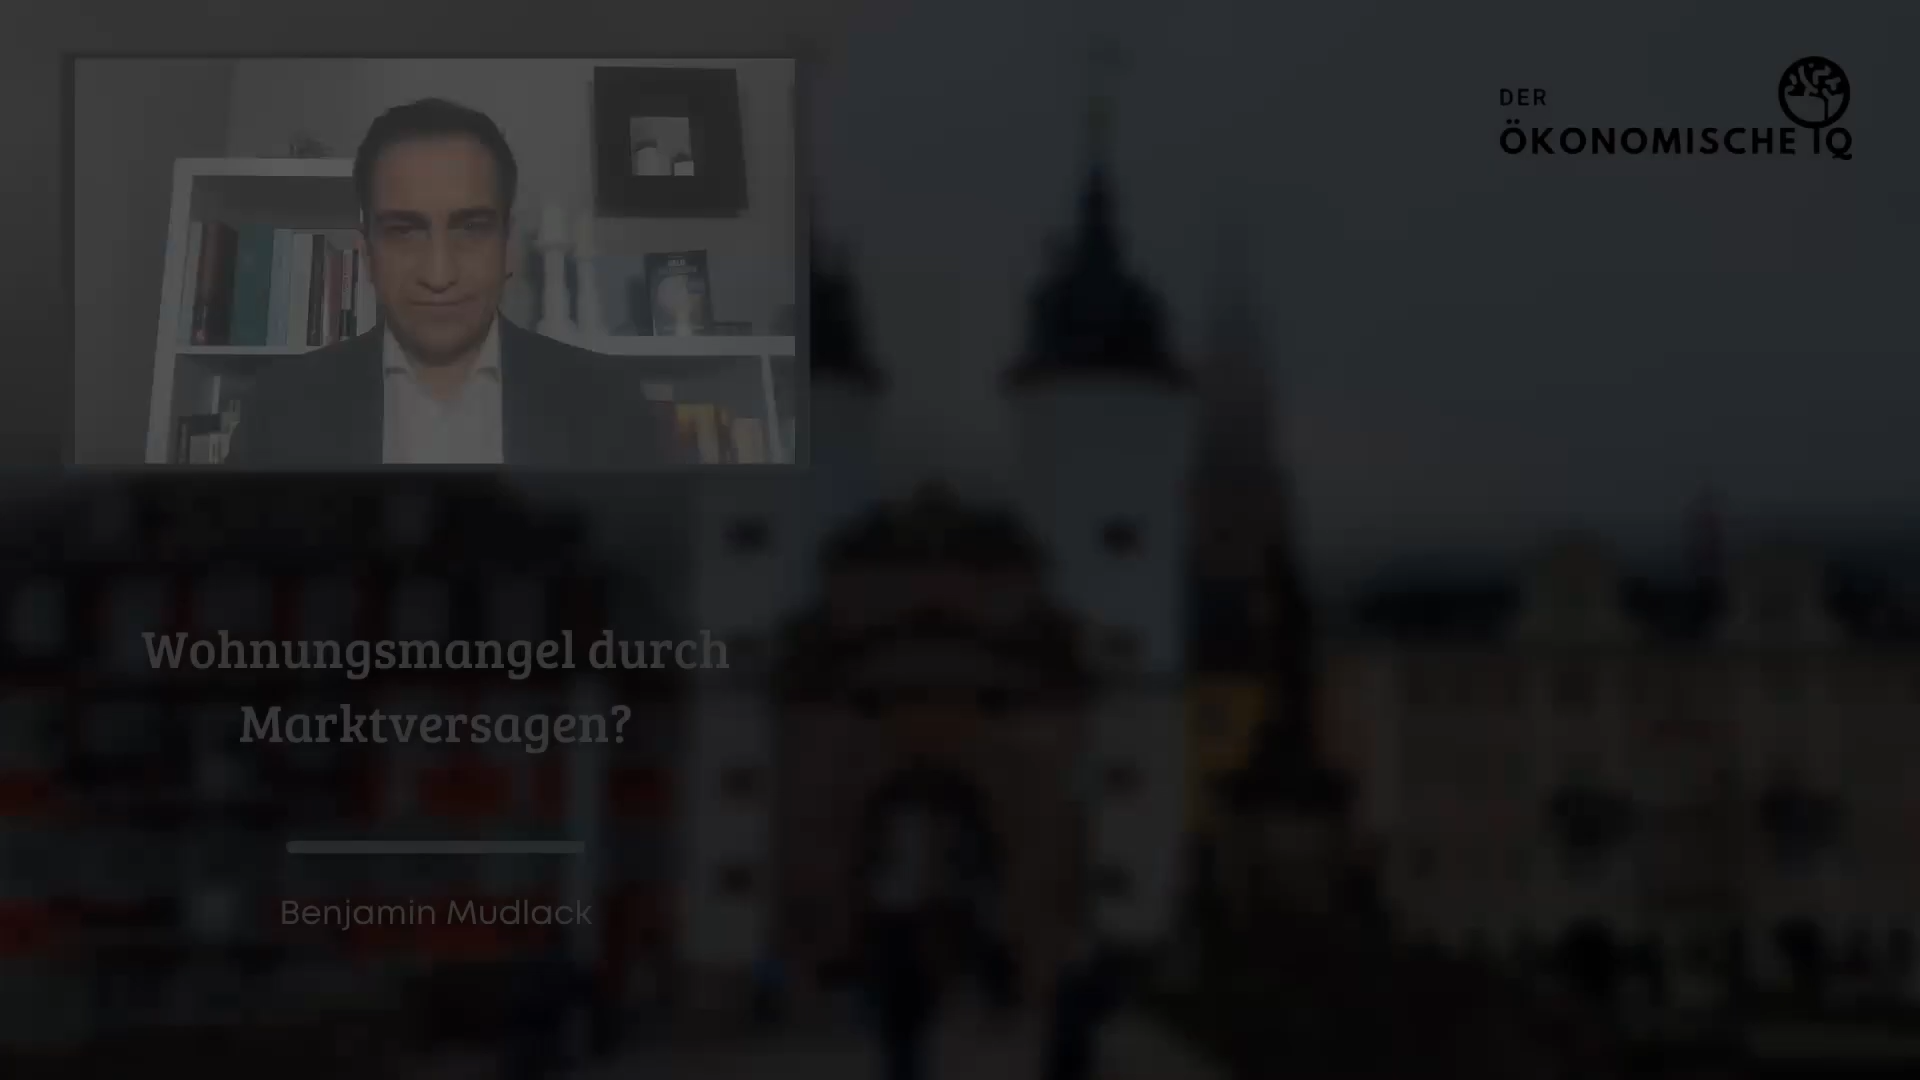 DER
ÖKONOMISCHE IQ
Wohnungsmangel durch
Marktversagen?
Benjamin Mudlack